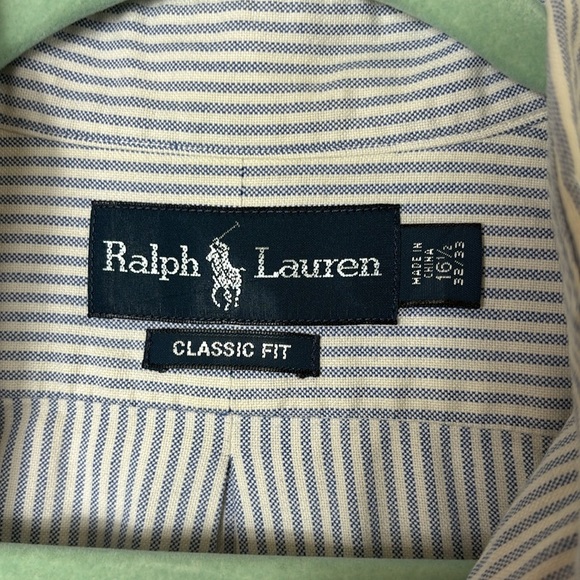 Ralph Lauren
MADE IN
CHINA
16½
32/33
CLASSIC FIT